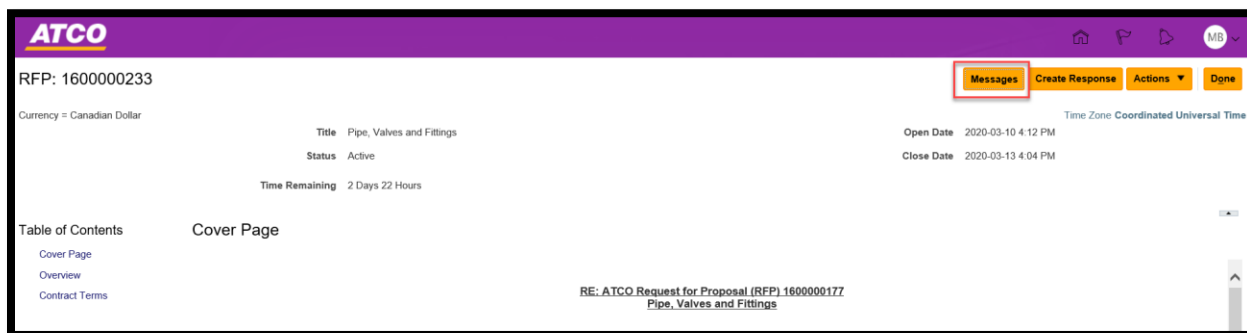 ATCO
MB
RFP: 1600000233
Messages Create Response Actions Done
Currency = Canadian Dollar
Time Zone Coordinated Universal Time
Title Pipe, Valves and Fittings
Open Date 2020-03-10 4:12 PM
Status Active
Close Date 2020-03-13 4:04 PM
Time Remaining 2 Days 22 Hours
Table of Contents
Cover Page
Cover Page
Overview
Contract Terms
RE: ATCO Request for Proposal (RFP) 1600000177
Pipe, Valves and Fittings